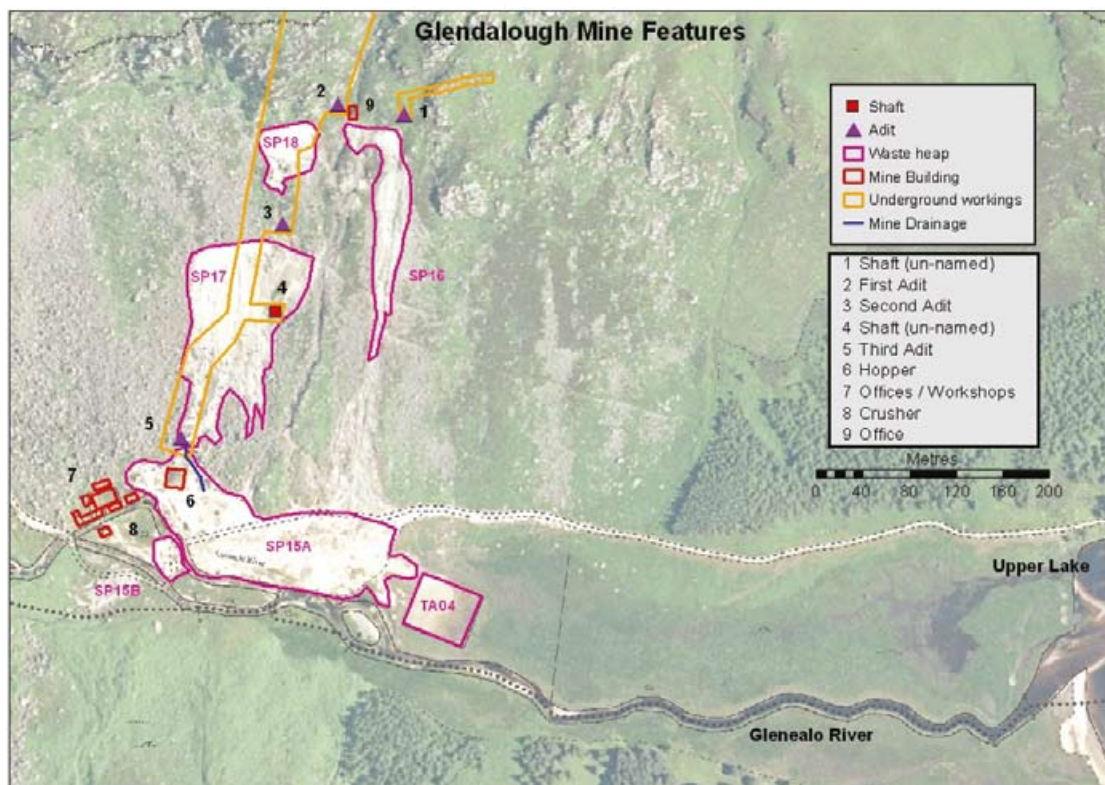 Glendalough Mine Features
2
9
1
SP18
3
SP17
4
SP16
5
7
6
8
SP15A
SP15B
TA04
Shaft
Adit
Waste heap
Mine Building
Underground workings
Mine Drainage
1 Shaft (un-named)
2 First Adit
3 Second Adit
4 Shaft (un-named)
5 Third Adit
6 Hopper
7 Offices / Workshops
8 Crusher
9 Office
Metres
0 40 80 120 160 200
Upper Lake
Glenealo River